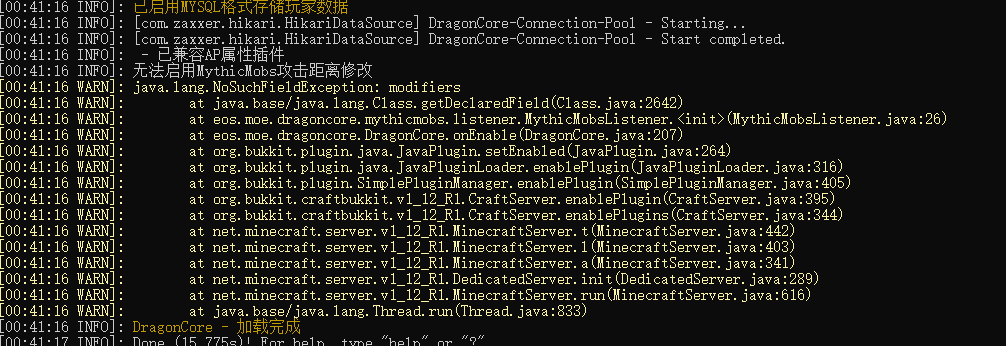 [00:41:16 INFO]: 已启用MYSQL格式存储玩家数据
[00:41:16 INFO]: [com.zaxxer.hikari.HikariDataSource] DragonCore-Connection-Pool - Starting...
[00:41:16 INFO]: [com.zaxxer.hikari.HikariDataSource] DragonCore-Connection-Pool - Start completed.
[00:41:16 INFO]: - 已兼容AP属性插件
[00:41:16 INFO]: 无法启用MythicMobs攻击距离修改
[00:41:16 WARN]: java.lang.NoSuchFieldException: modifiers
[00:41:16 WARN]: at java.base/java.lang.Class.getDeclaredField(Class.java:2642)
[00:41:16 WARN]: at eos.moe.dragoncore.mythicmobs.listener.MythicMobsListener.<init>(MythicMobsListener.java:26)
[00:41:16 WARN]: at eos.moe.dragoncore.DragonCore.onEnable(DragonCore.java:207)
[00:41:16 WARN]: at org.bukkit.plugin.java.JavaPlugin.setEnabled(JavaPlugin.java:264)
[00:41:16 WARN]: at org.bukkit.plugin.java.JavaPluginLoader.enablePlugin(JavaPluginLoader.java:316)
[00:41:16 WARN]: at org.bukkit.plugin.SimplePluginManager.enablePlugin(SimplePluginManager.java:405)
[00:41:16 WARN]: at org.bukkit.craftbukkit.v1_12_R1.CraftServer.enablePlugin(CraftServer.java:395)
[00:41:16 WARN]: at org.bukkit.craftbukkit.v1_12_R1.CraftServer.enablePlugins(CraftServer.java:344)
[00:41:16 WARN]: at net.minecraft.server.v1_12_R1.MinecraftServer.t(MinecraftServer.java:442)
[00:41:16 WARN]: at net.minecraft.server.v1_12_R1.MinecraftServer.l(MinecraftServer.java:403)
[00:41:16 WARN]: at net.minecraft.server.v1_12_R1.MinecraftServer.a(MinecraftServer.java:341)
[00:41:16 WARN]: at net.minecraft.server.v1_12_R1.DedicatedServer.init(DedicatedServer.java:289)
[00:41:16 WARN]: at net.minecraft.server.v1_12_R1.MinecraftServer.run(MinecraftServer.java:616)
[00:41:16 WARN]: at java.base/java.lang.Thread.run(Thread.java:833)
[00:41:16 INFO]: DragonCore - 加载完成
[00:41:17 INFO]: Done (15.775s)! For help, type "help" or "?"